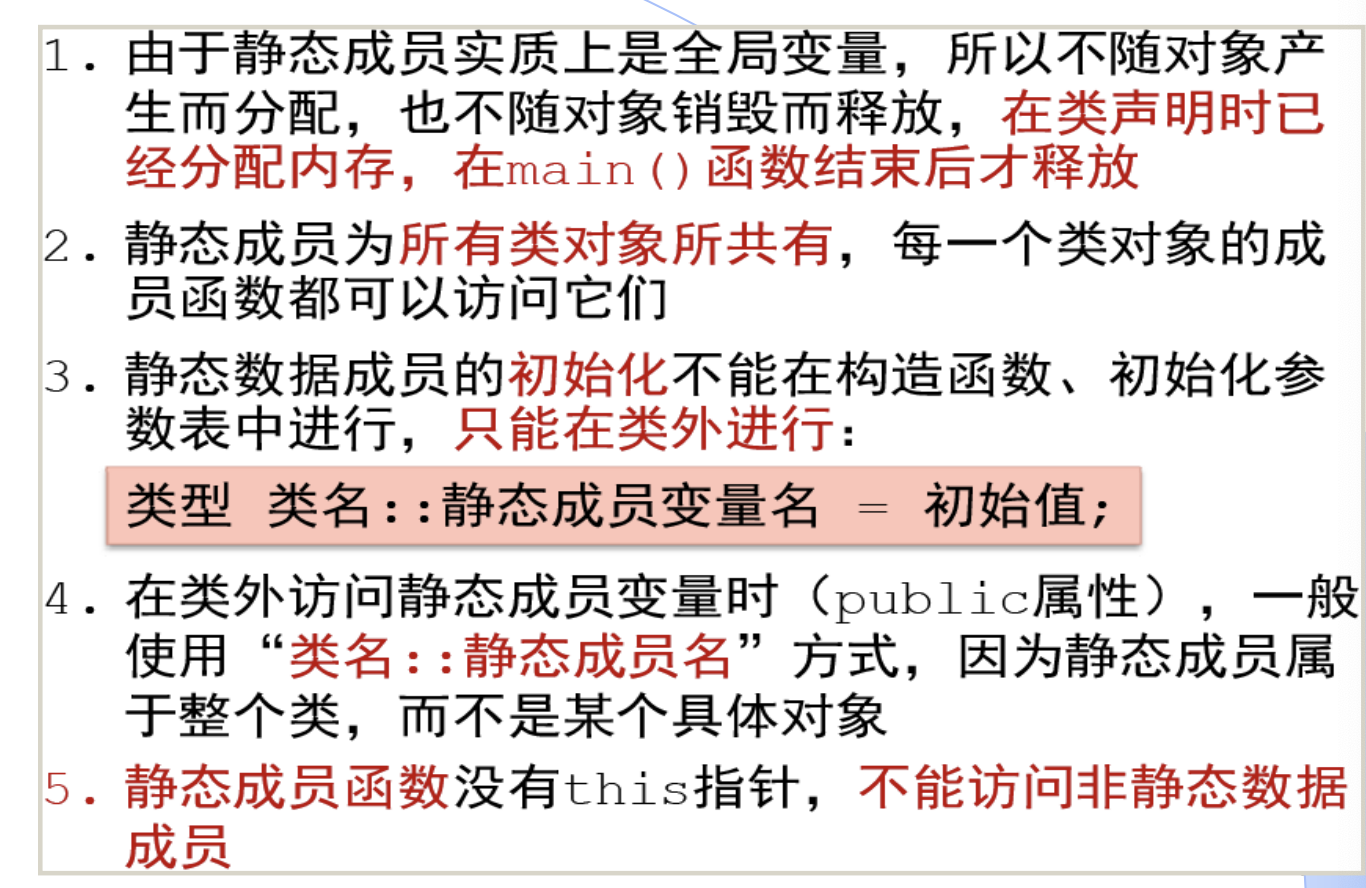 1. 由于静态成员实质上是全局变量，所以不随对象产
生而分配，也不随对象销毁而释放，在类声明时已
经分配内存，在main()函数结束后才释放
2. 静态成员为所有类对象所共有，每一个类对象的成
员函数都可以访问它们
3. 静态数据成员的初始化不能在构造函数、初始化参
数表中进行，只能在类外进行：
类型 类名::静态成员变量名 = 初始值;
4. 在类外访问静态成员变量时（public属性），一般
使用“类名::静态成员名”方式，因为静态成员属
于整个类，而不是某个具体对象
5. 静态成员函数没有this指针，不能访问非静态数据
成员